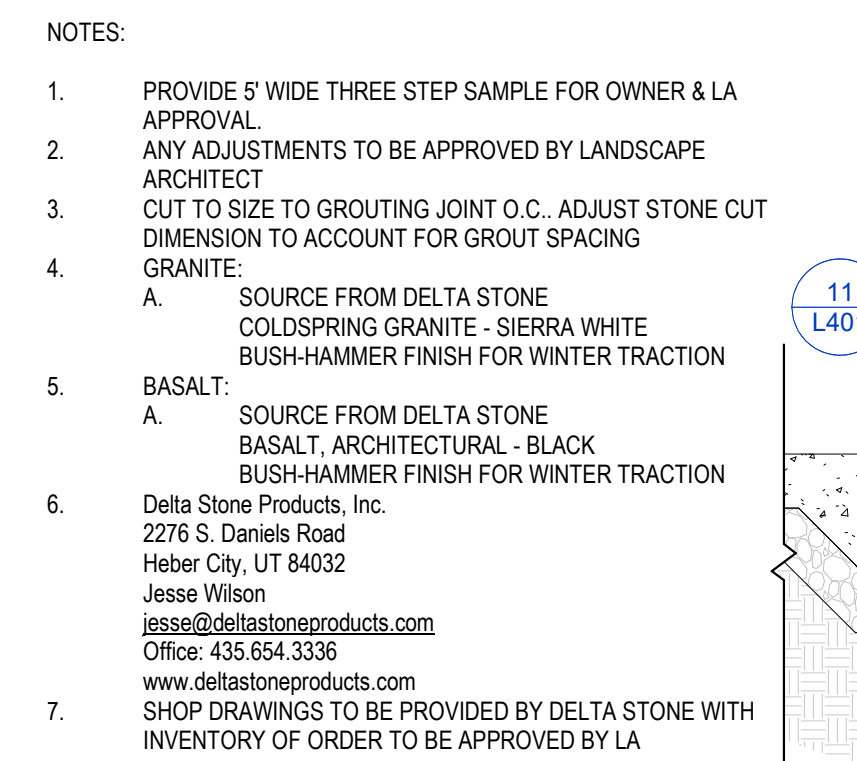 NOTES:
1. PROVIDE 5' WIDE THREE STEP SAMPLE FOR OWNER & LA
APPROVAL.
2. ANY ADJUSTMENTS TO BE APPROVED BY LANDSCAPE
ARCHITECT
3. CUT TO SIZE TO GROUTING JOINT O.C.. ADJUST STONE CUT
DIMENSION TO ACCOUNT FOR GROUT SPACING
4. GRANITE:
A. SOURCE FROM DELTA STONE
COLDSPRING GRANITE - SIERRA WHITE
BUSH-HAMMER FINISH FOR WINTER TRACTION
5. BASALT:
A. SOURCE FROM DELTA STONE
BASALT, ARCHITECTURAL - BLACK
BUSH-HAMMER FINISH FOR WINTER TRACTION
6. Delta Stone Products, Inc.
2276 S. Daniels Road
Heber City, UT 84032
Jesse Wilson
jesse@deltastoneproducts.com
Office: 435.654.3336
www.deltastoneproducts.com
7. SHOP DRAWINGS TO BE PROVIDED BY DELTA STONE WITH
INVENTORY OF ORDER TO BE APPROVED BY LA
11